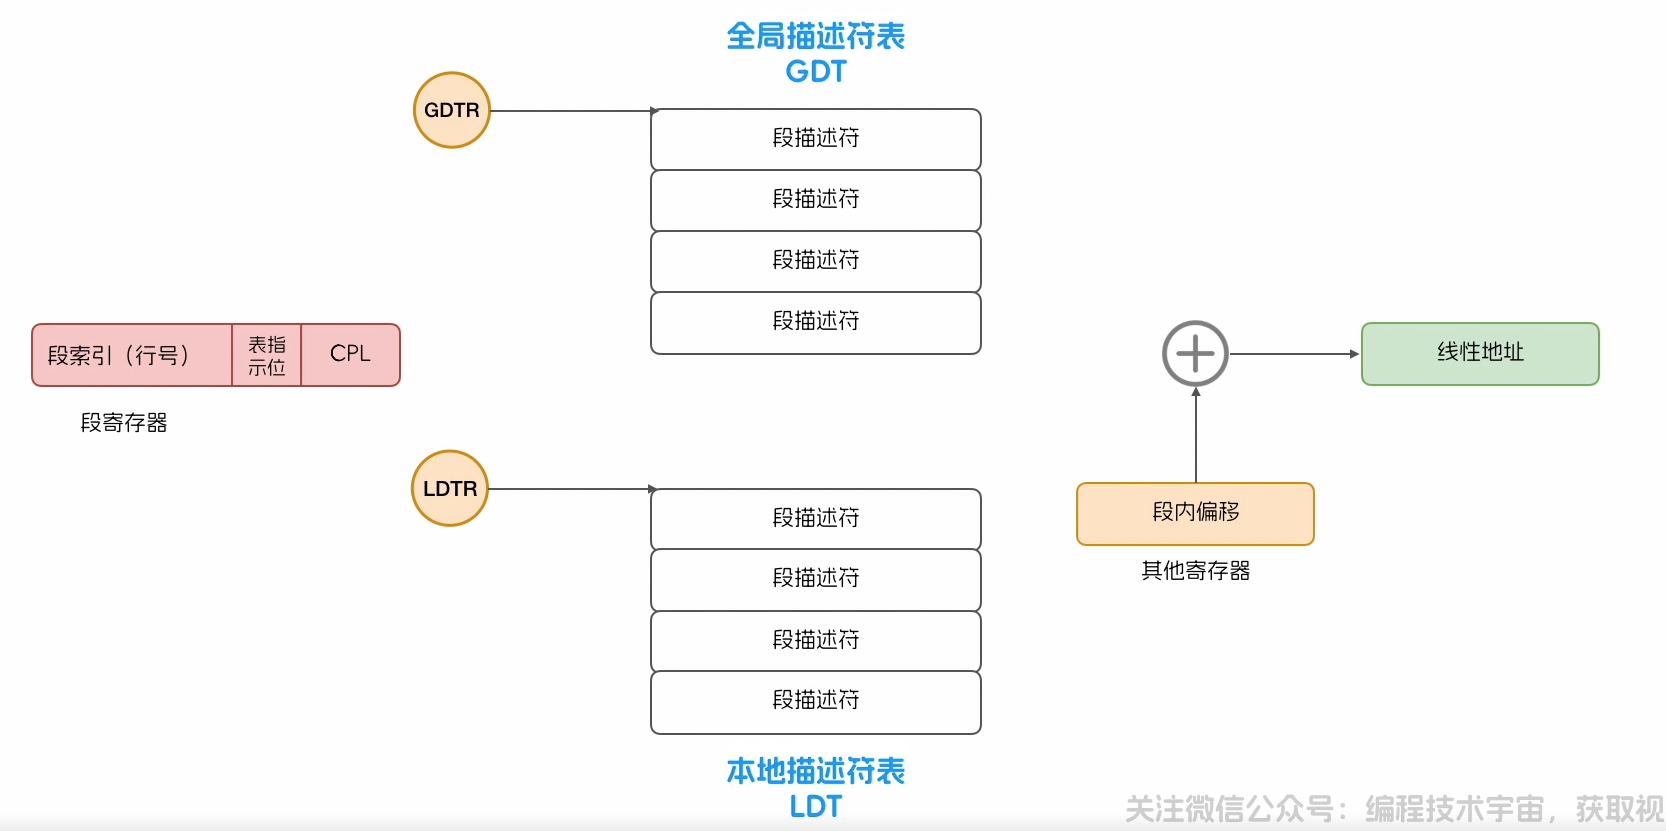 全局描述符表
GDT
GDTR
段描述符
段描述符
段描述符
段描述符
段索引（行号）
表指
示位
CPL
段寄存器
线性地址
LDTR
段描述符
段描述符
段描述符
段描述符
段内偏移
其他寄存器
本地描述符表
LDT
关注微信公众号：编程技术宇宙，获取视